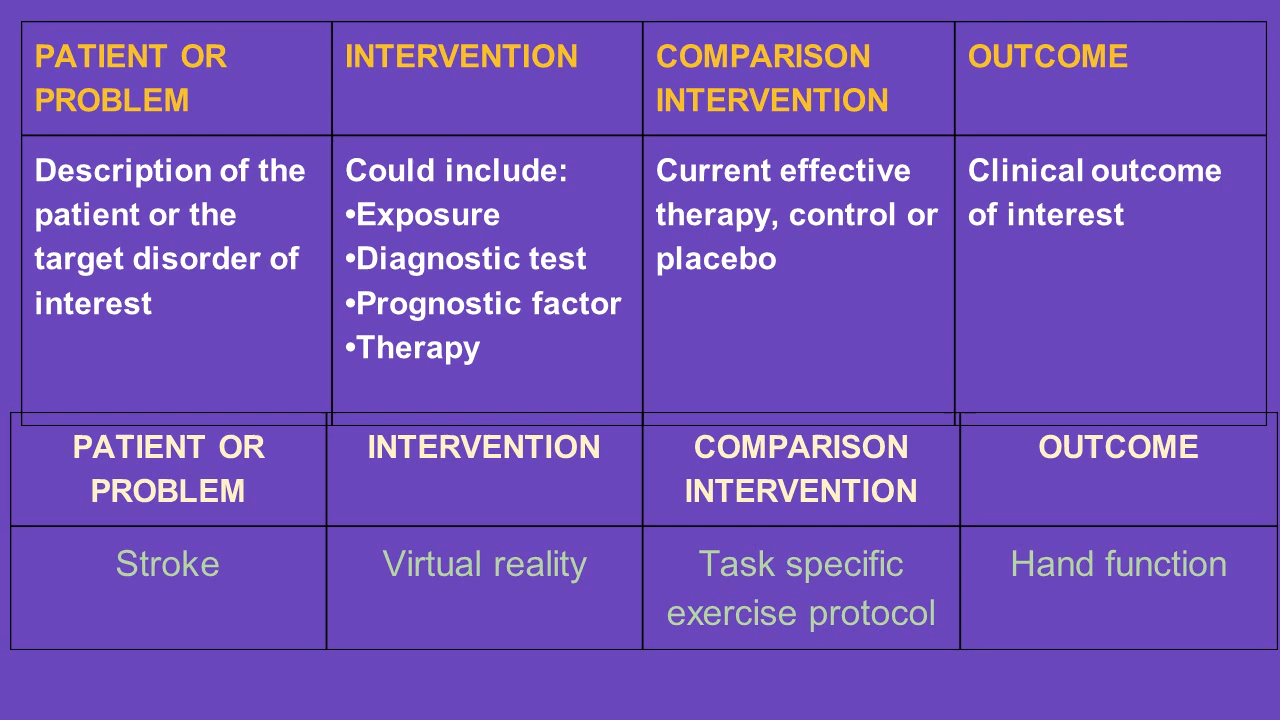 PATIENT OR
PROBLEM
INTERVENTION
COMPARISON
INTERVENTION
OUTCOME
Description of the
patient or the
target disorder of
interest
Could include:
•Exposure
•Diagnostic test
•Prognostic factor
•Therapy
Current effective
therapy, control or
placebo
Clinical outcome
of interest
PATIENT OR
PROBLEM
INTERVENTION
COMPARISON
INTERVENTION
OUTCOME
Stroke
Virtual reality
Task specific
exercise protocol
Hand function